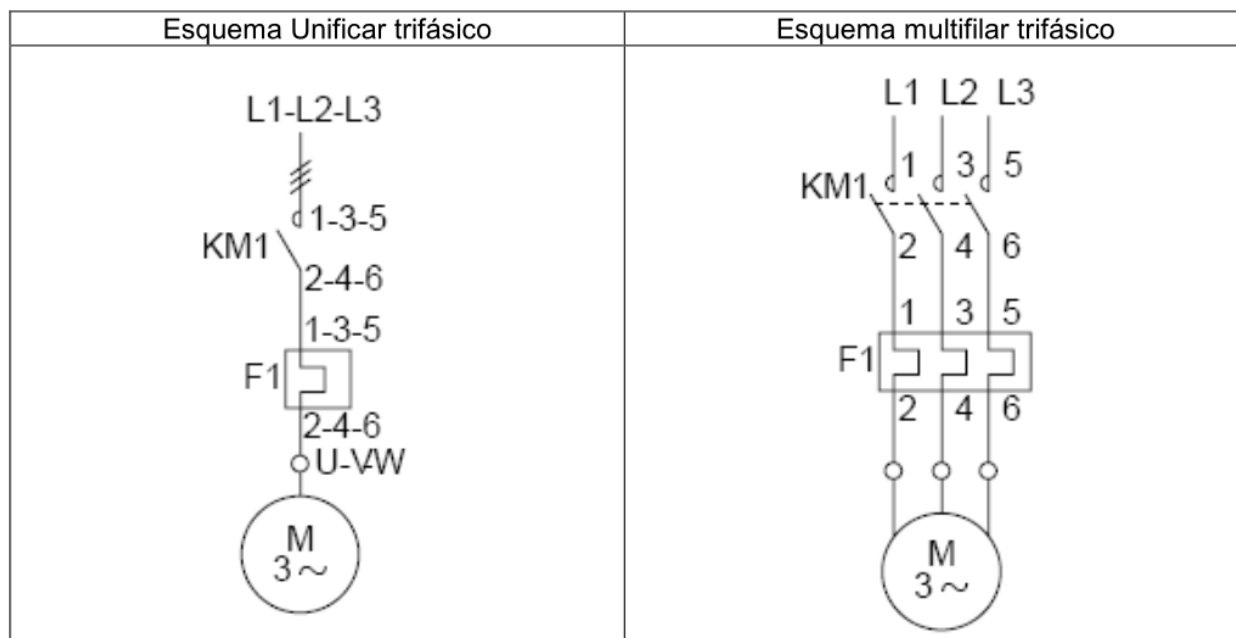 Esquema Unificar trifásico
L1-L2-L3
1-3-5
KM1
2-4-6
1-3-5
F1
2-4-6
U-V-W
M
3~
Esquema multifilar trifásico
L1 L2 L3
1 3 5
KM1
2 4 6
1 3 5
F1
2 4 6
M
3~